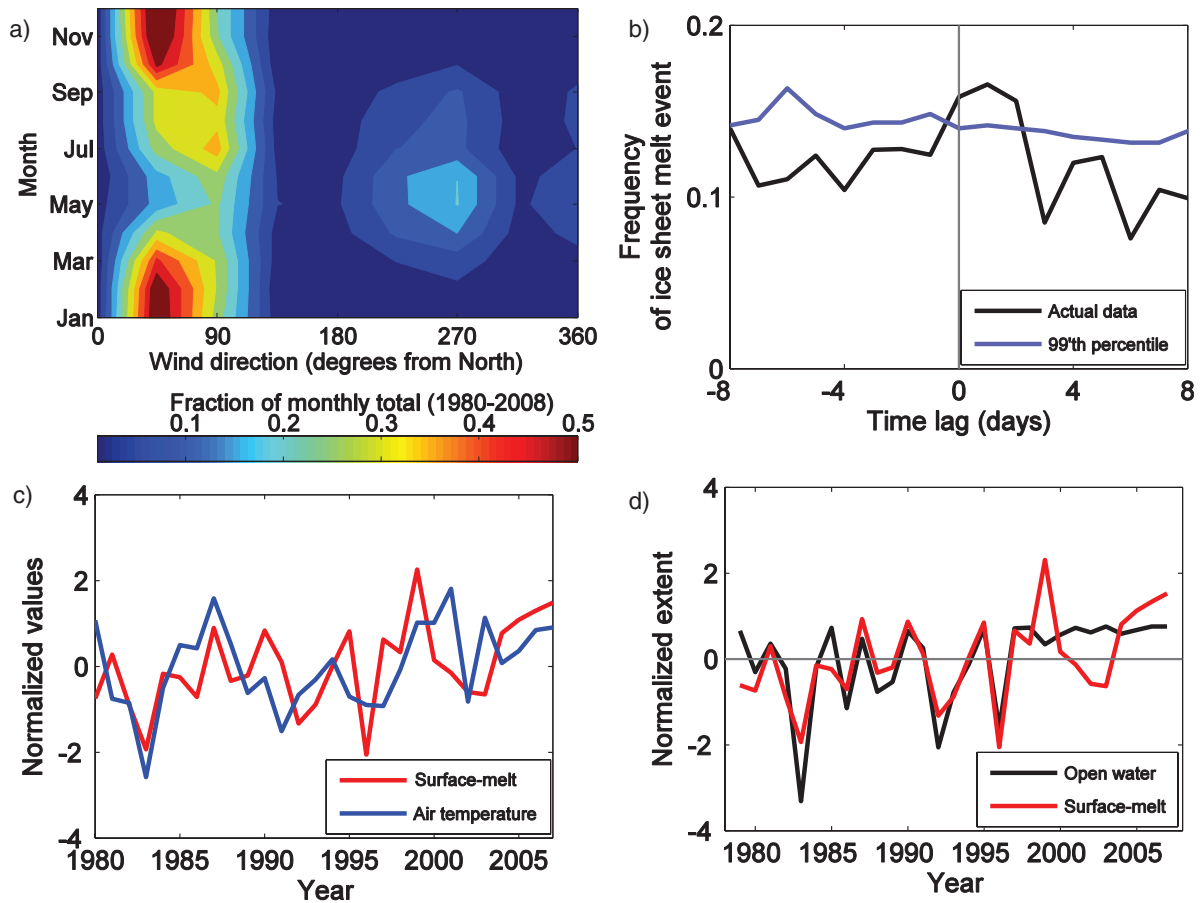 a)
Nov
Sep
Jul
May
Mar
Jan
Month
0 90 180 270 360
Wind direction (degrees from North)
Fraction of monthly total (1980-2008)
0.1 0.2 0.3 0.4 0.5
b)
0.2
0.1
0
Frequency
of ice sheet melt event
Actual data
99'th percentile
-8 -4 0 4 8
Time lag (days)
c)
4
2
0
-2
-4
Normalized values
Surface-melt
Air temperature
1980 1985 1990 1995 2000 2005
Year
d)
4
2
0
-2
-4
Normalized extent
Open water
Surface-melt
1980 1985 1990 1995 2000 2005
Year